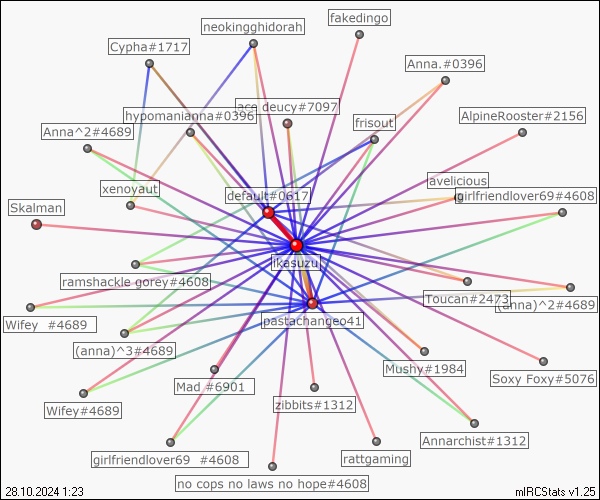 neokingghidorah
fakedingo
Cypha#1717
Anna.#0396
ace deucy#7097
hypomanianna#0396
AlpineRooster#2156
frisout
Anna^2#4689
avelicious
xenoyaut
default#0617
girlfriendlover69#4608
Skalman
ikasuzu
ramshackle gorey#4608
Toucan#2473
(anna)^2#4689
Wifey  #4689
pastachangeo41
(anna)^3#4689
Mushy#1984
Soxy Foxy#5076
Mad #6901
zibbits#1312
Wifey#4689
Annarchist#1312
girlfriendlover69  #4608
rattgaming
no cops no laws no hope#4608
28.10.2024 1:23
mIRCStats v1.25